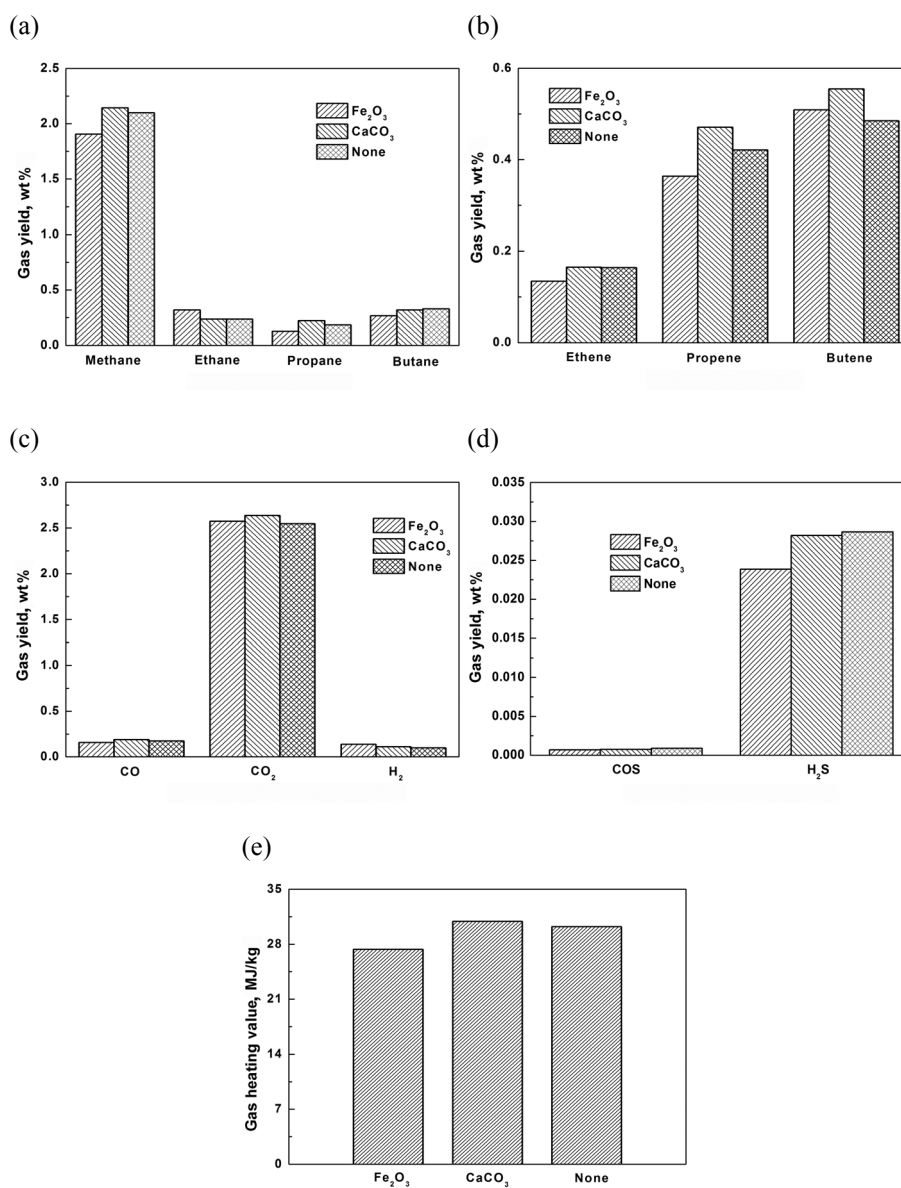 (a)
Gas yield, wt%
2.5
2.0
1.5
1.0
0.5
0.0
Fe₂O₃
CaCO₃
None
Methane Ethane Propane Butane
(b)
Gas yield, wt%
0.6
0.4
0.2
0.0
Fe₂O₃
CaCO₃
None
Ethene Propene Butene
(c)
Gas yield, wt%
3.0
2.5
2.0
1.5
1.0
0.5
0.0
Fe₂O₃
CaCO₃
None
CO CO₂ H₂
(d)
Gas yield, wt%
0.035
0.030
0.025
0.020
0.015
0.010
0.005
0.000
Fe₂O₃
CaCO₃
None
COS H₂S
(e)
Gas heating value, MJ/kg
35
28
21
14
7
0
Fe₂O₃ CaCO₃ None